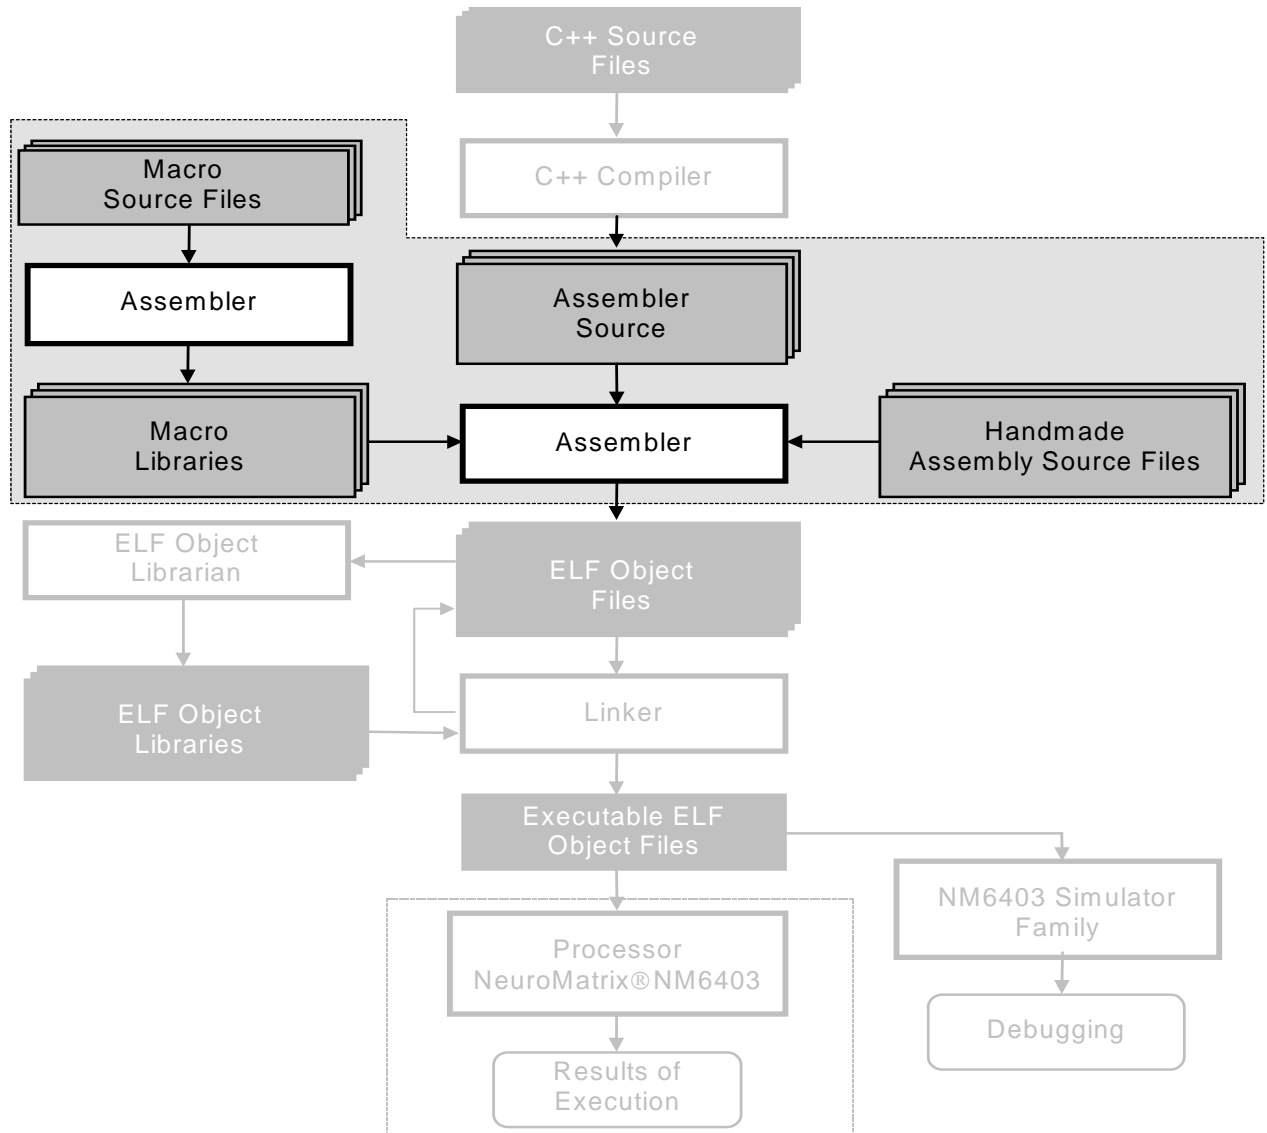 C++ Source
Files
C++ Compiler
Macro
Source Files
Assembler
Assembler
Source
Macro
Libraries
Assembler
Handmade
Assembly Source Files
ELF Object
Librarian
ELF Object
Files
ELF Object
Libraries
Linker
Executable ELF
Object Files
NM6403 Simulator
Family
Processor
NeuroMatrix®NM6403
Debugging
Results of
Execution